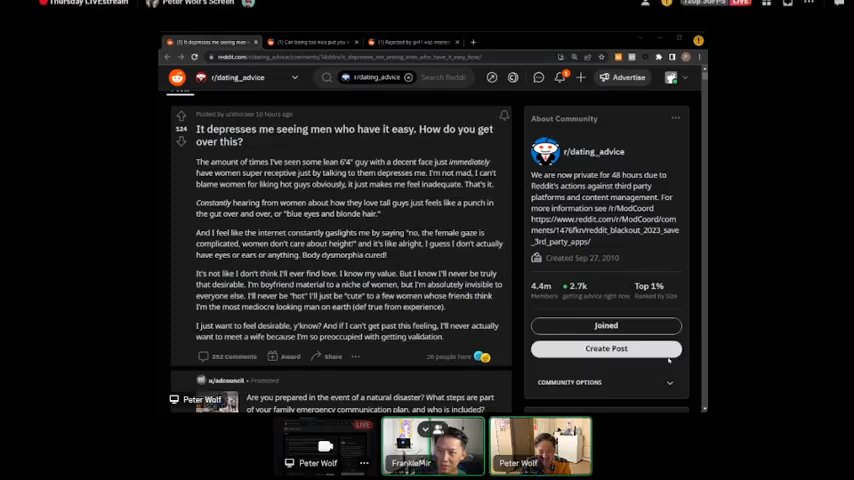 Thursday LIVEstream
Peter Wolf's Screen
720p 30FPS LIVE
(1) It depresses me seeing men
(1) Can being too nice put you
(1) Rejected by girl I was interes
r/dating_advice
r/dating_advice
Search Reddi
Advertise
Posted by u/shirsee 10 hours ago
124
It depresses me seeing men who have it easy. How do you get
over this?
The amount of times I've seen some lean 6'4" guy with a decent face just immediately
have women super receptive just by talking to them depresses me. I'm not mad, I can't
blame women for liking hot guys obviously, it just makes me feel inadequate. That's it.
Constantly hearing from women about how they love tall guys just feels like a punch in
the gut over and over, or "blue eyes and blonde hair."
And I feel like the internet constantly gaslights me by saying "no, the female gaze is
complicated, women don't care about height!" and it's like alright, I guess I don't actually
have eyes or ears or anything. Body dysmorphia cured!
It's not like I don't think I'll ever find love. I know my value. But I know I'll never be truly
that desirable. I'm boyfriend material to a niche of women, but I'm absolutely invisible to
everyone else. I'll never be "hot" I'll just be "cute" to a few women whose friends think
I'm the most mediocre looking man on earth (def true from experience).
I just want to feel desirable, y'know? And if I can't get past this feeling, I'll never actually
want to meet a wife because I'm so preoccupied with getting validation.
352 Comments
Award
Share
20 people here
u/adcouncil • Promoted
Are you prepared in the event of a natural disaster? What steps are part
of your family emergency communication plan, and who is included?
About Community
r/dating_advice
We are now private for 48 hours due to
Reddit's actions against third party
platforms and content management. For
more information see /r/ModCoord
https://www.reddit.com/r/ModCoord/com
ments/1476fkn/reddit_blackout_2023_save
_3rd_party_apps/
Created Sep 27, 2010
4.4m
2.7k
Top 1%
Members
getting advice right now
Ranked by Size
Joined
Create Post
COMMUNITY OPTIONS
Peter Wolf
LIVE
Peter Wolf
FrankieMir
Peter Wolf